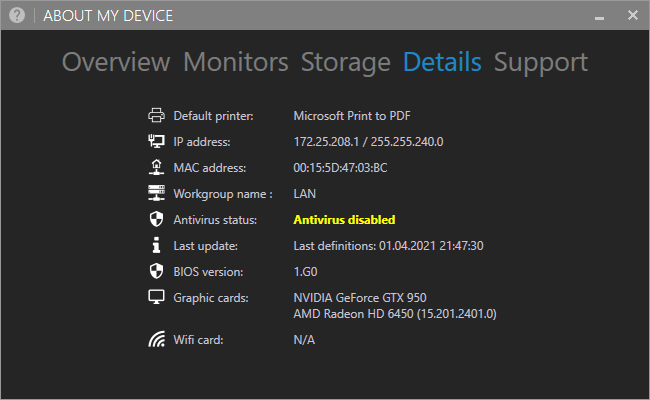 ? ABOUT MY DEVICE
Overview Monitors Storage Details Support
Default printer: Microsoft Print to PDF
IP address: 172.25.208.1 / 255.255.240.0
MAC address: 00:15:5D:47:03:BC
Workgroup name : LAN
Antivirus status: Antivirus disabled
Last update: Last definitions: 01.04.2021 21:47:30
BIOS version: 1.G0
Graphic cards: NVIDIA GeForce GTX 950
AMD Radeon HD 6450 (15.201.2401.0)
Wifi card: N/A